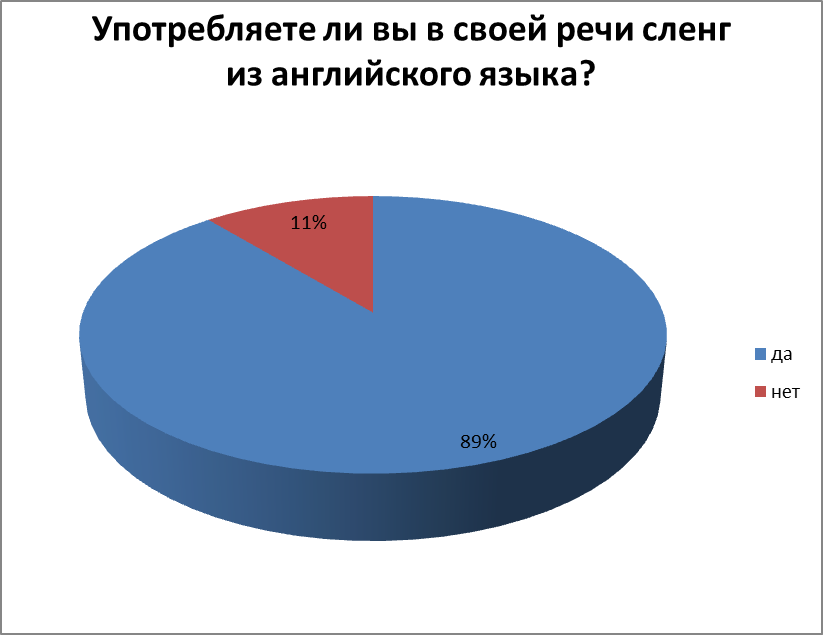 Употребляете ли вы в своей речи сленг
из английского языка?
11%
89%
да
нет